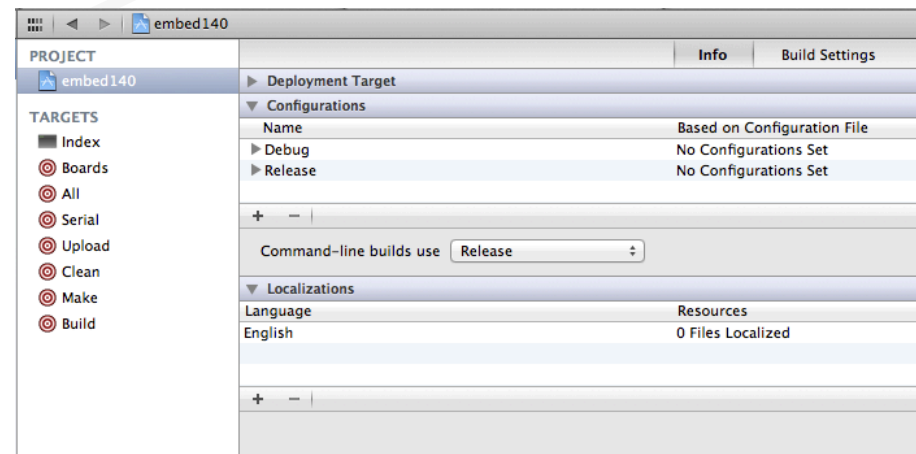 embed140
PROJECT
embed140
TARGETS
Index
Boards
All
Serial
Upload
Clean
Make
Build
Info Build Settings
Deployment Target
Configurations
Name Based on Configuration File
Debug No Configurations Set
Release No Configurations Set
+ −
Command-line builds use Release
Localizations
Language Resources
English 0 Files Localized
+ −